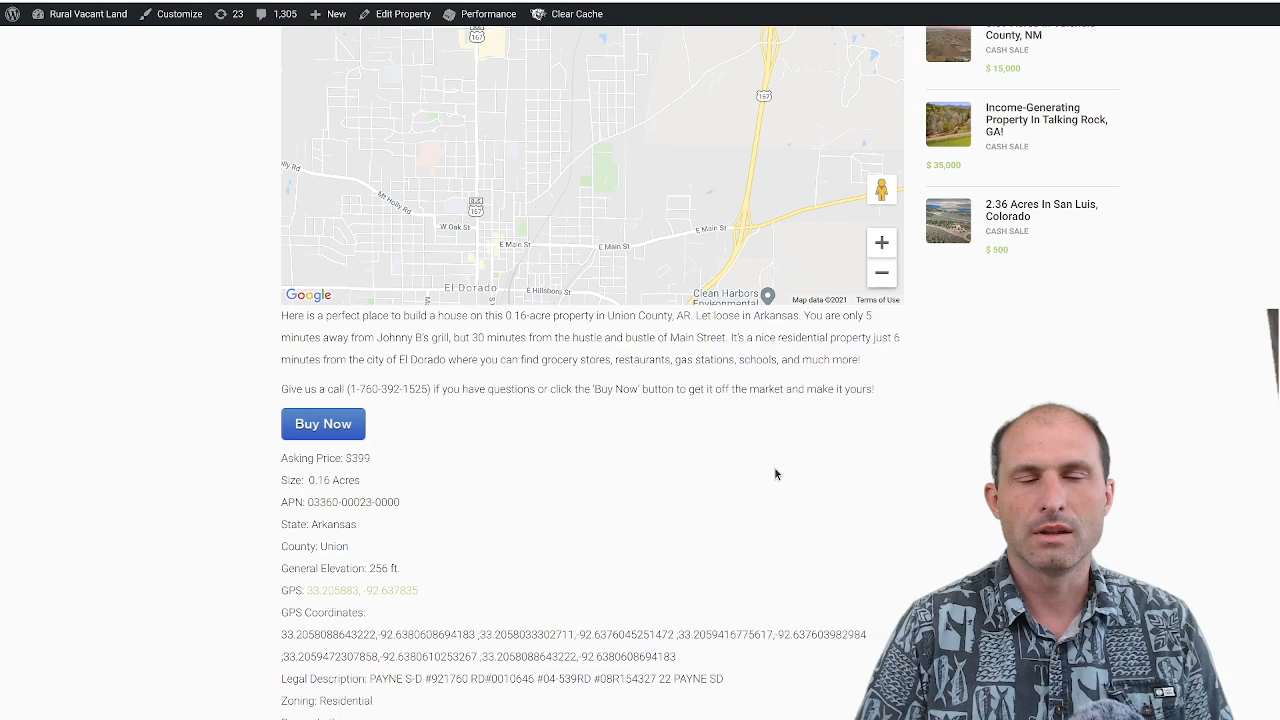 Rural Vacant Land Customize 23 1,305 New Edit Property Performance Clear Cache
County, NM
CASH SALE
$ 15,000
Income-Generating
Property In Talking Rock,
GA!
CASH SALE
$ 35,000
2.36 Acres In San Luis,
Colorado
CASH SALE
$ 500
167
167
Mt Holly Rd
167
W Oak St
E Main St
E Main St
E Main St
El Dorado
E Hillsboro St
Clean Harbors
Environmental
Google
Map data ©2021 Terms of Use
Here is a perfect place to build a house on this 0.16-acre property in Union County, AR. Let loose in Arkansas. You are only 5
minutes away from Johnny B's grill, but 30 minutes from the hustle and bustle of Main Street. It's a nice residential property just 6
minutes from the city of El Dorado where you can find grocery stores, restaurants, gas stations, schools, and much more!
Give us a call (1-760-392-1525) if you have questions or click the 'Buy Now' button to get it off the market and make it yours!
Buy Now
Asking Price: $399
Size: 0.16 Acres
APN: 03360-00023-0000
State: Arkansas
County: Union
General Elevation: 256 ft.
GPS: 33.205883, -92.637835
GPS Coordinates:
33.2058088643222,-92.6380608694183 ,33.2058033302711,-92.6376045251472 ,33.2059416775617,-92.637603982984
,33.2059472307858,-92.6380610253267 ,33.2058088643222,-92.6380608694183
Legal Description: PAYNE S-D #921760 RD#0010646 #04-539RD #08R154327 22 PAYNE SD
Zoning: Residential